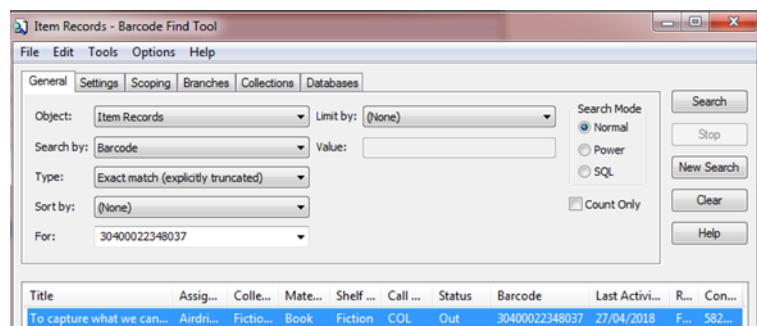 Item Records - Barcode Find Tool
File Edit Tools Options Help
General Settings Scoping Branches Collections Databases
Object: Item Records Limit by: (None) Search Mode Search
Search by: Barcode Value: Normal Stop
Power
Type: Exact match (explicitly truncated) SQL New Search
Sort by: (None) Count Only Clear
For: 30400022348037 Help
Title Assig... Colle... Mate... Shelf ... Call ... Status Barcode Last Activi... R... Con...
To capture what we can... Airdri... Fictio... Book Fiction COL Out 30400022348037 27/04/2018 F... 582...